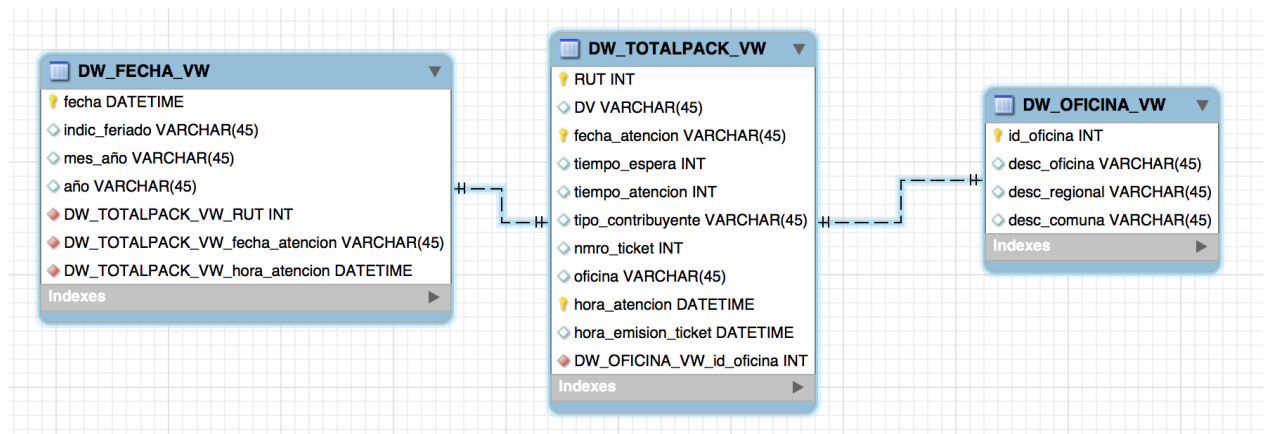 DW_FECHA_VW
fecha DATETIME
indic_feriado VARCHAR(45)
mes_año VARCHAR(45)
año VARCHAR(45)
DW_TOTALPACK_VW_RUT INT
DW_TOTALPACK_VW_fecha_atencion VARCHAR(45)
DW_TOTALPACK_VW_hora_atencion DATETIME
Indexes
DW_TOTALPACK_VW
RUT INT
DV VARCHAR(45)
fecha_atencion VARCHAR(45)
tiempo_espera INT
tiempo_atencion INT
tipo_contribuyente VARCHAR(45)
nmro_ticket INT
oficina VARCHAR(45)
hora_atencion DATETIME
hora_emision_ticket DATETIME
DW_OFICINA_VW_id_oficina INT
Indexes
DW_OFICINA_VW
id_oficina INT
desc_oficina VARCHAR(45)
desc_regional VARCHAR(45)
desc_comuna VARCHAR(45)
Indexes